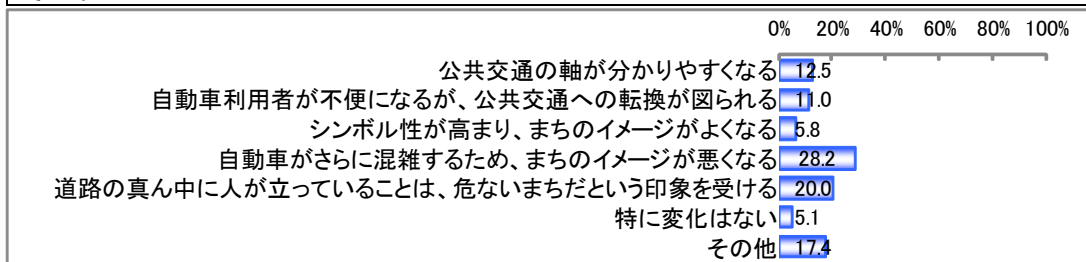 0% 20% 40% 60% 80% 100%
公共交通の軸が分かりやすくなる 12.5
自動車利用者が不便になるが、公共交通への転換が図られる 11.0
シンボル性が高まり、まちのイメージがよくなる 5.8
自動車がさらに混雑するため、まちのイメージが悪くなる 28.2
道路の真ん中に人が立っていることは、危ないまちだという印象を受ける 20.0
特に変化はない 5.1
その他 17.4